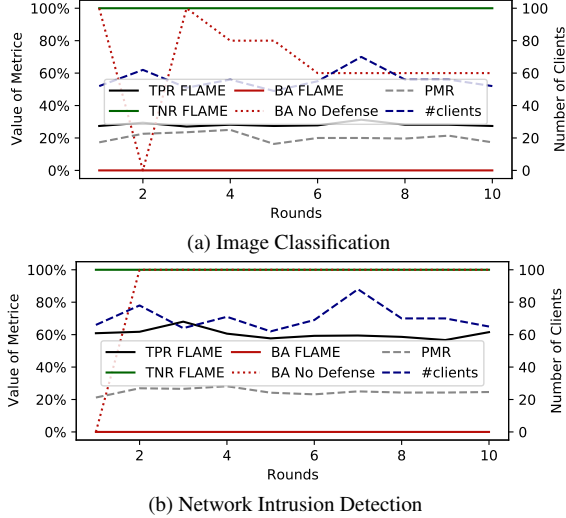 100%
80%
60%
40%
20%
0%
Value of Metrice
100
80
60
40
20
0
Number of Clients
TPR FLAME BA FLAME PMR
TNR FLAME BA No Defense #clients
2 4 6 8 10
Rounds
(a) Image Classification
100%
80%
60%
40%
20%
0%
Value of Metrice
100
80
60
40
20
0
Number of Clients
TPR FLAME BA FLAME PMR
TNR FLAME BA No Defense #clients
2 4 6 8 10
Rounds
(b) Network Intrusion Detection